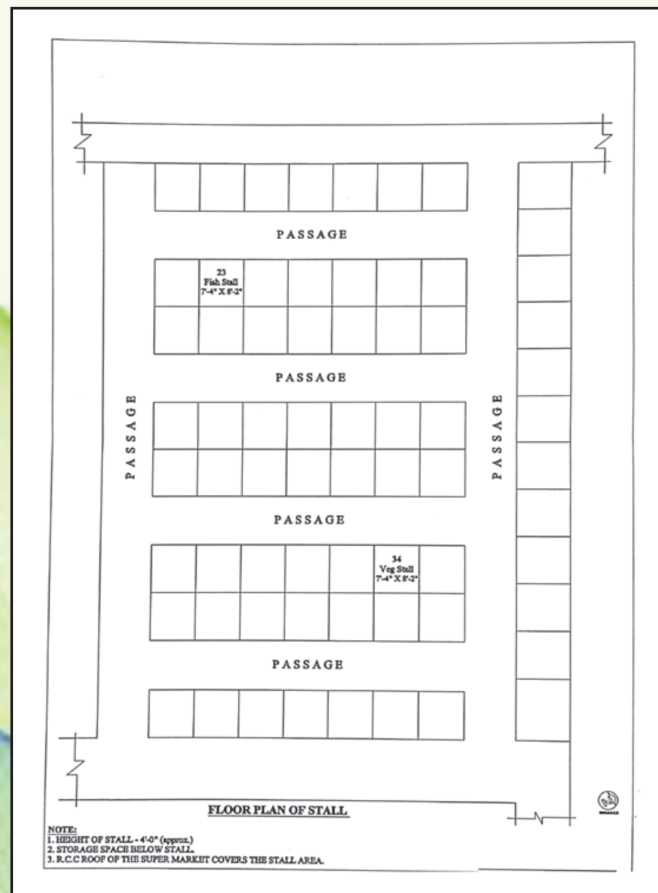 PASSAGE
23
Fish Stall
7'-4" X 8'-2"
PASSAGE
PASSAGE
PASSAGE
PASSAGE
34
Veg Stall
7'-4" X 8'-2"
PASSAGE
FLOOR PLAN OF STALL
NOTE:
1. HEIGHT OF STALL - 4'-0" (approx.)
2. STORAGE SPACE BELOW STALL.
3. R.C.C ROOF OF THE SUPER MARKET COVERS THE STALL AREA.